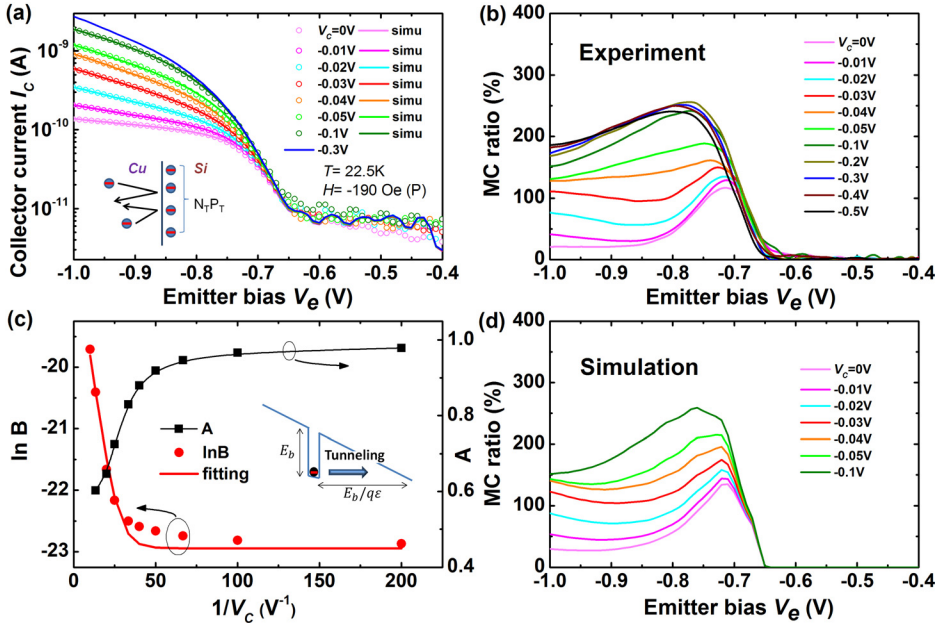 (a)
Collector current I_C (A)
10^-9
10^-10
10^-11
V_C=0V simu
-0.01V simu
-0.02V simu
-0.03V simu
-0.04V simu
-0.05V simu
-0.1V simu
-0.3V
T= 22.5K
H= -190 Oe (P)
Cu Si
N_TP_T
-1.0 -0.9 -0.8 -0.7 -0.6 -0.5 -0.4
Emitter bias V_e (V)
(b)
MC ratio (%)
400
300
200
100
0
Experiment
V_C=0V
-0.01V
-0.02V
-0.03V
-0.04V
-0.05V
-0.1V
-0.2V
-0.3V
-0.4V
-0.5V
-1.0 -0.9 -0.8 -0.7 -0.6 -0.5 -0.4
Emitter bias V_e (V)
(c)
ln B
-20
-21
-22
-23
A
lnB
fitting
E_b
Tunneling
E_b/qε
1.0
0.8
0.6
0.4
A
0 50 100 150 200
1/V_C (V^-1)
(d)
MC ratio (%)
400
300
200
100
0
Simulation
V_C=0V
-0.01V
-0.02V
-0.03V
-0.04V
-0.05V
-0.1V
-1.0 -0.9 -0.8 -0.7 -0.6 -0.5 -0.4
Emitter bias V_e (V)